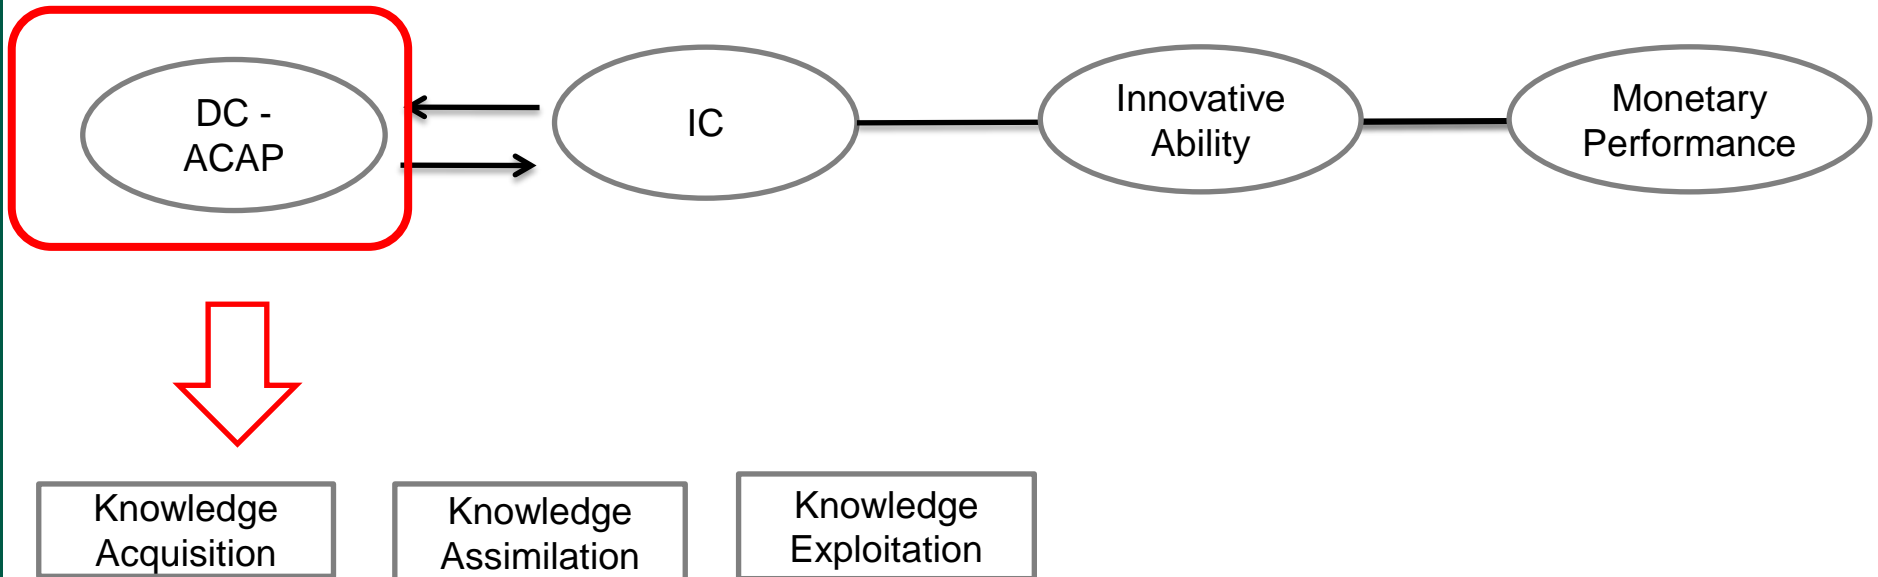 DC -
ACAP
IC
Innovative
Ability
Monetary
Performance
Knowledge
Acquisition
Knowledge
Assimilation
Knowledge
Exploitation